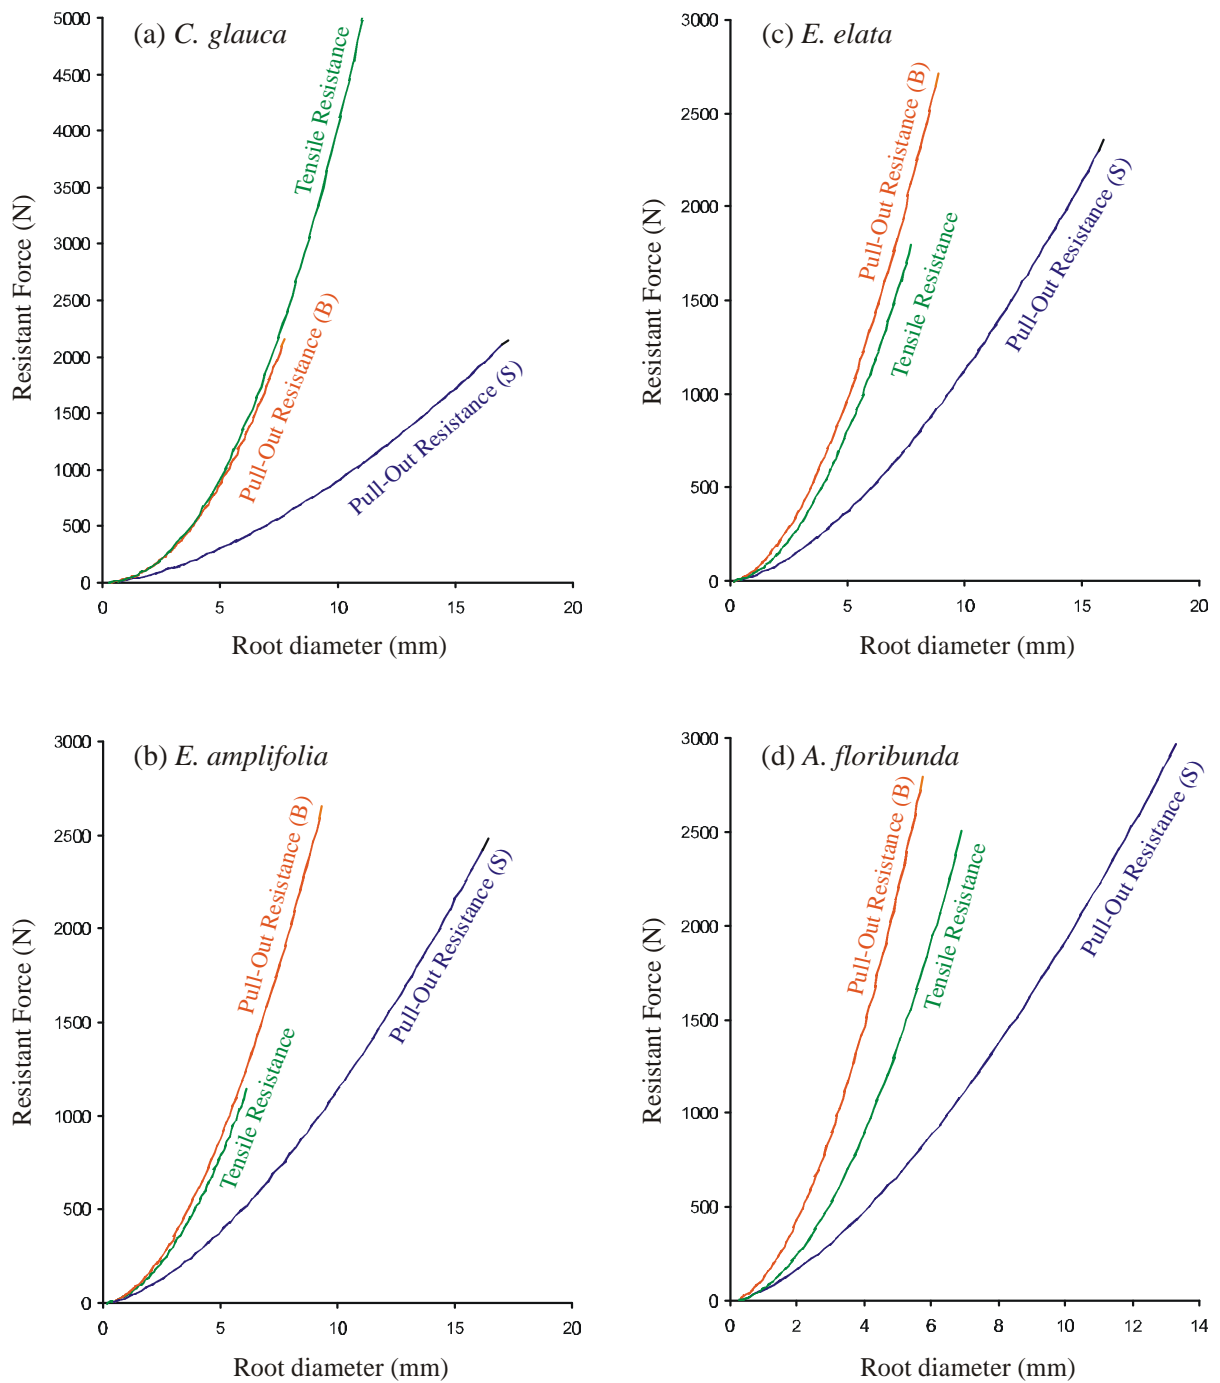 (a) C. glauca
5000
4500
4000
3500
3000
2500
2000
1500
1000
500
0
0
5
10
15
20
Resistant Force (N)
Root diameter (mm)
Tensile Resistance
Pull-Out Resistance (B)
Pull-Out Resistance (S)
(c) E. elata
3000
2500
2000
1500
1000
500
0
0
5
10
15
20
Resistant Force (N)
Root diameter (mm)
Pull-Out Resistance (B)
Tensile Resistance
Pull-Out Resistance (S)
(b) E. amplifolia
3000
2500
2000
1500
1000
500
0
0
5
10
15
20
Resistant Force (N)
Root diameter (mm)
Pull-Out Resistance (B)
Tensile Resistance
Pull-Out Resistance (S)
(d) A. floribunda
3000
2500
2000
1500
1000
500
0
0
2
4
6
8
10
12
14
Resistant Force (N)
Root diameter (mm)
Pull-Out Resistance (B)
Tensile Resistance
Pull-Out Resistance (S)